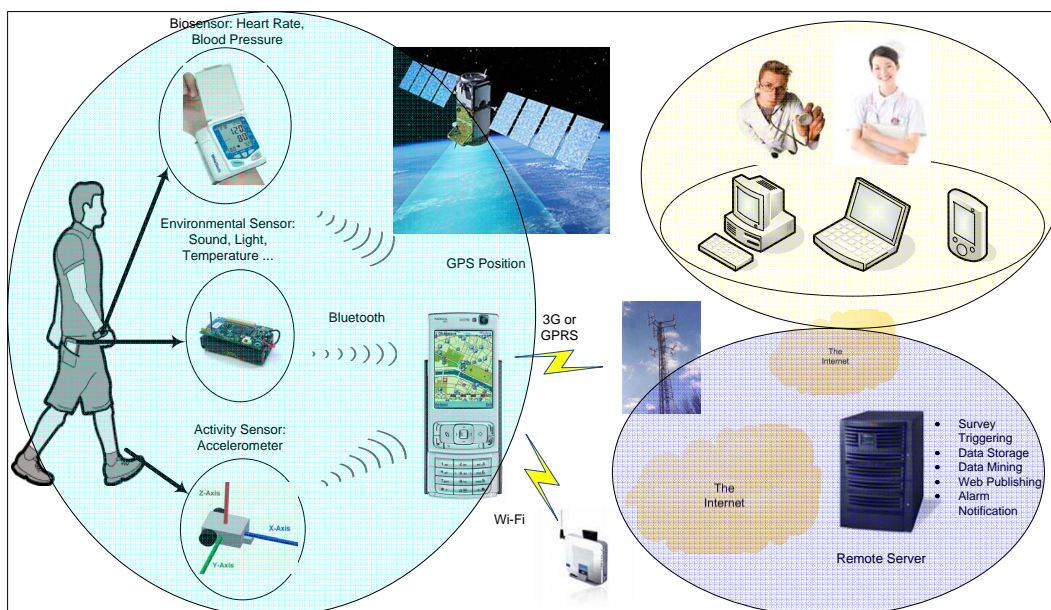 Biosensor: Heart Rate,
Blood Pressure
120
80
Environmental Sensor:
Sound, Light,
Temperature ...
GPS Position
Bluetooth
3G or
GPRS
Activity Sensor:
Accelerometer
Z-Axis
X-Axis
Y-Axis
Wi-Fi
The
Internet
The
Internet
Remote Server
• Survey
Triggering
• Data Storage
• Data Mining
• Web Publishing
• Alarm
Notification